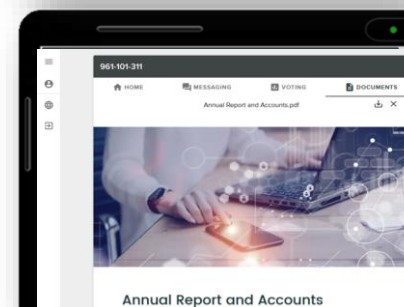 961-101-311
HOME MESSAGING VOTING DOCUMENTS
Annual Report and Accounts.pdf
Annual Report and Accounts